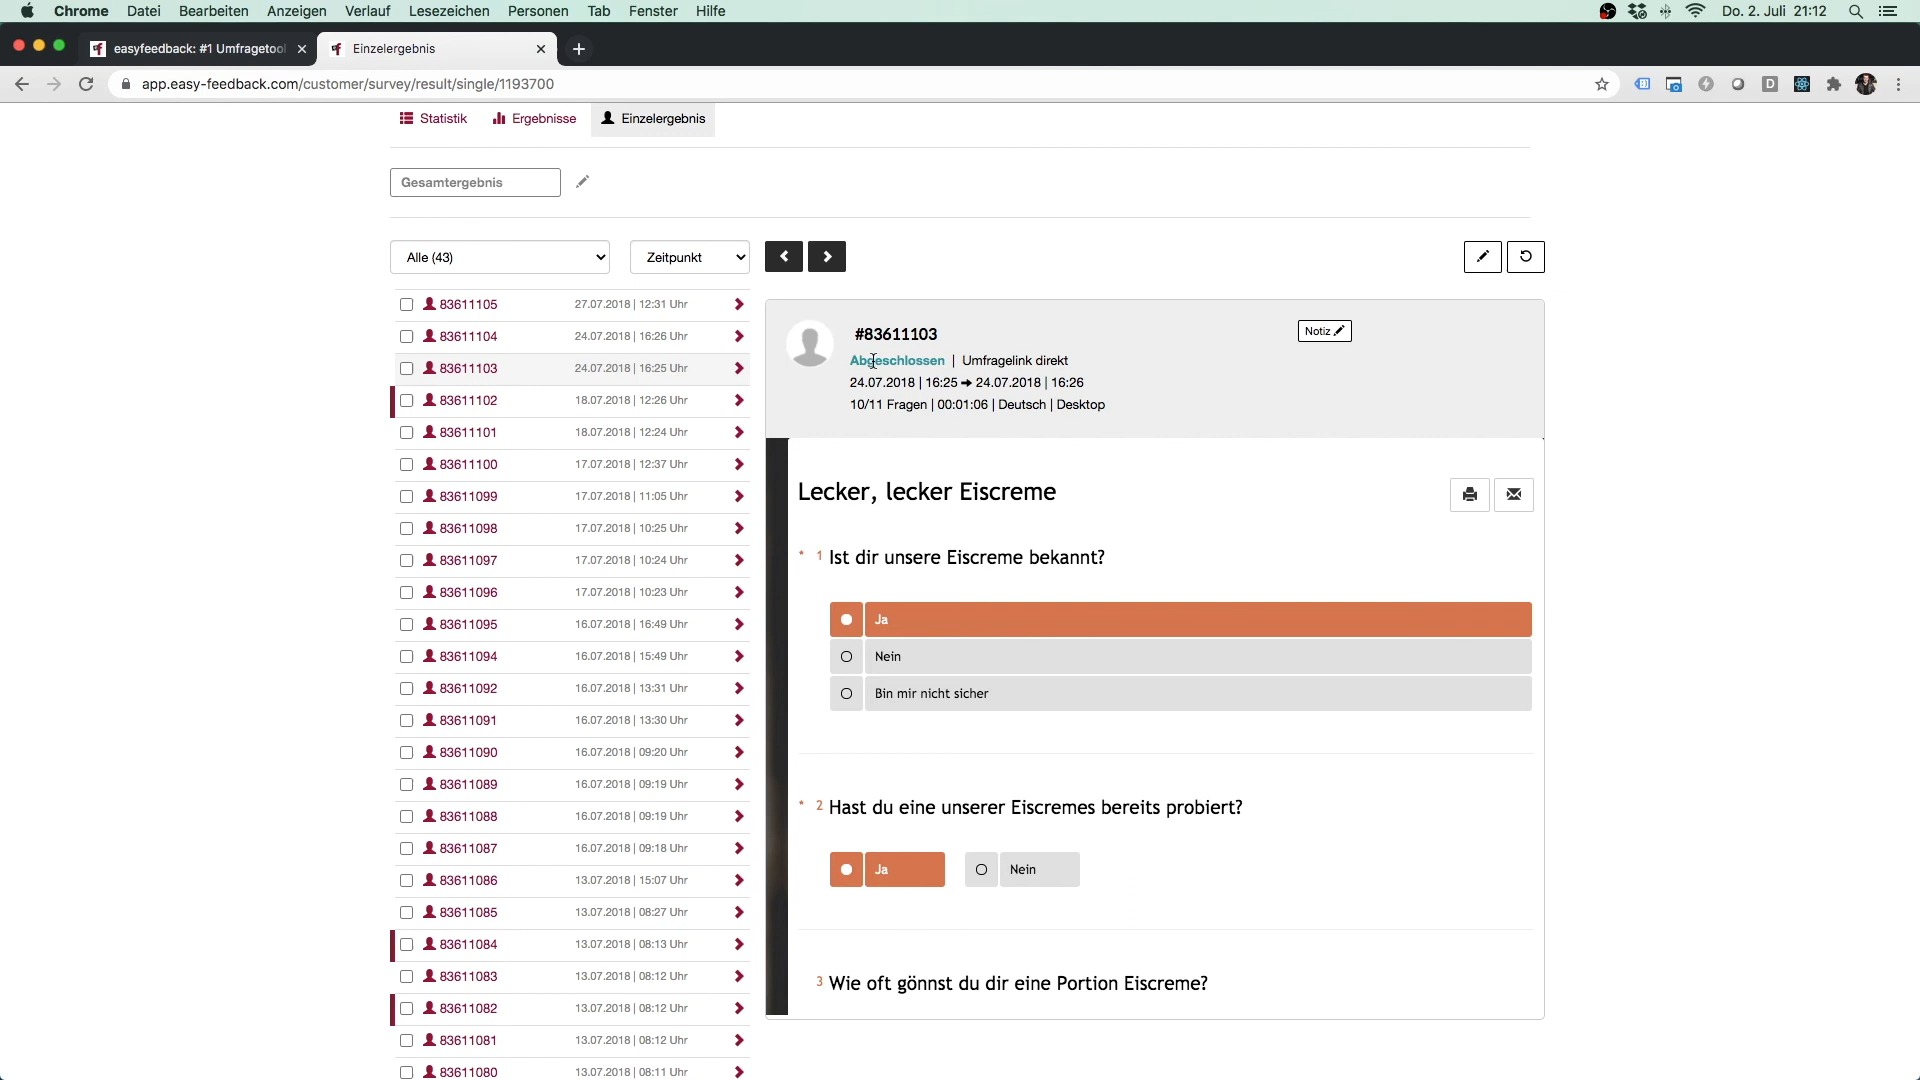 Chrome Datei Bearbeiten Anzeigen Verlauf Lesezeichen Personen Tab Fenster Hilfe Do. 2. Juli 21:12
easyfeedback: #1 Umfragetool Einzelergebnis
app.easy-feedback.com/customer/survey/result/single/1193700
Statistik Ergebnisse Einzelergebnis
Gesamtergebnis
Alle (43) Zeitpunkt
83611105 27.07.2018 | 12:31 Uhr
83611104 24.07.2018 | 16:26 Uhr
83611103 24.07.2018 | 16:25 Uhr
83611102 18.07.2018 | 12:26 Uhr
83611101 18.07.2018 | 12:24 Uhr
83611100 17.07.2018 | 12:37 Uhr
83611099 17.07.2018 | 11:05 Uhr
83611098 17.07.2018 | 10:25 Uhr
83611097 17.07.2018 | 10:24 Uhr
83611096 17.07.2018 | 10:23 Uhr
83611095 16.07.2018 | 16:49 Uhr
83611094 16.07.2018 | 15:49 Uhr
83611092 16.07.2018 | 13:31 Uhr
83611091 16.07.2018 | 13:30 Uhr
83611090 16.07.2018 | 09:20 Uhr
83611089 16.07.2018 | 09:19 Uhr
83611088 16.07.2018 | 09:19 Uhr
83611087 16.07.2018 | 09:18 Uhr
83611086 13.07.2018 | 15:07 Uhr
83611085 13.07.2018 | 08:27 Uhr
83611084 13.07.2018 | 08:13 Uhr
83611083 13.07.2018 | 08:12 Uhr
83611082 13.07.2018 | 08:12 Uhr
83611081 13.07.2018 | 08:12 Uhr
83611080 13.07.2018 | 08:11 Uhr
#83611103 Notiz
Abgeschlossen | Umfragelink direkt
24.07.2018 | 16:25 ➔ 24.07.2018 | 16:26
10/11 Fragen | 00:01:06 | Deutsch | Desktop
Lecker, lecker Eiscreme
* 1 Ist dir unsere Eiscreme bekannt?
Ja
Nein
Bin mir nicht sicher
* 2 Hast du eine unserer Eiscremes bereits probiert?
Ja Nein
3 Wie oft gönnst du dir eine Portion Eiscreme?